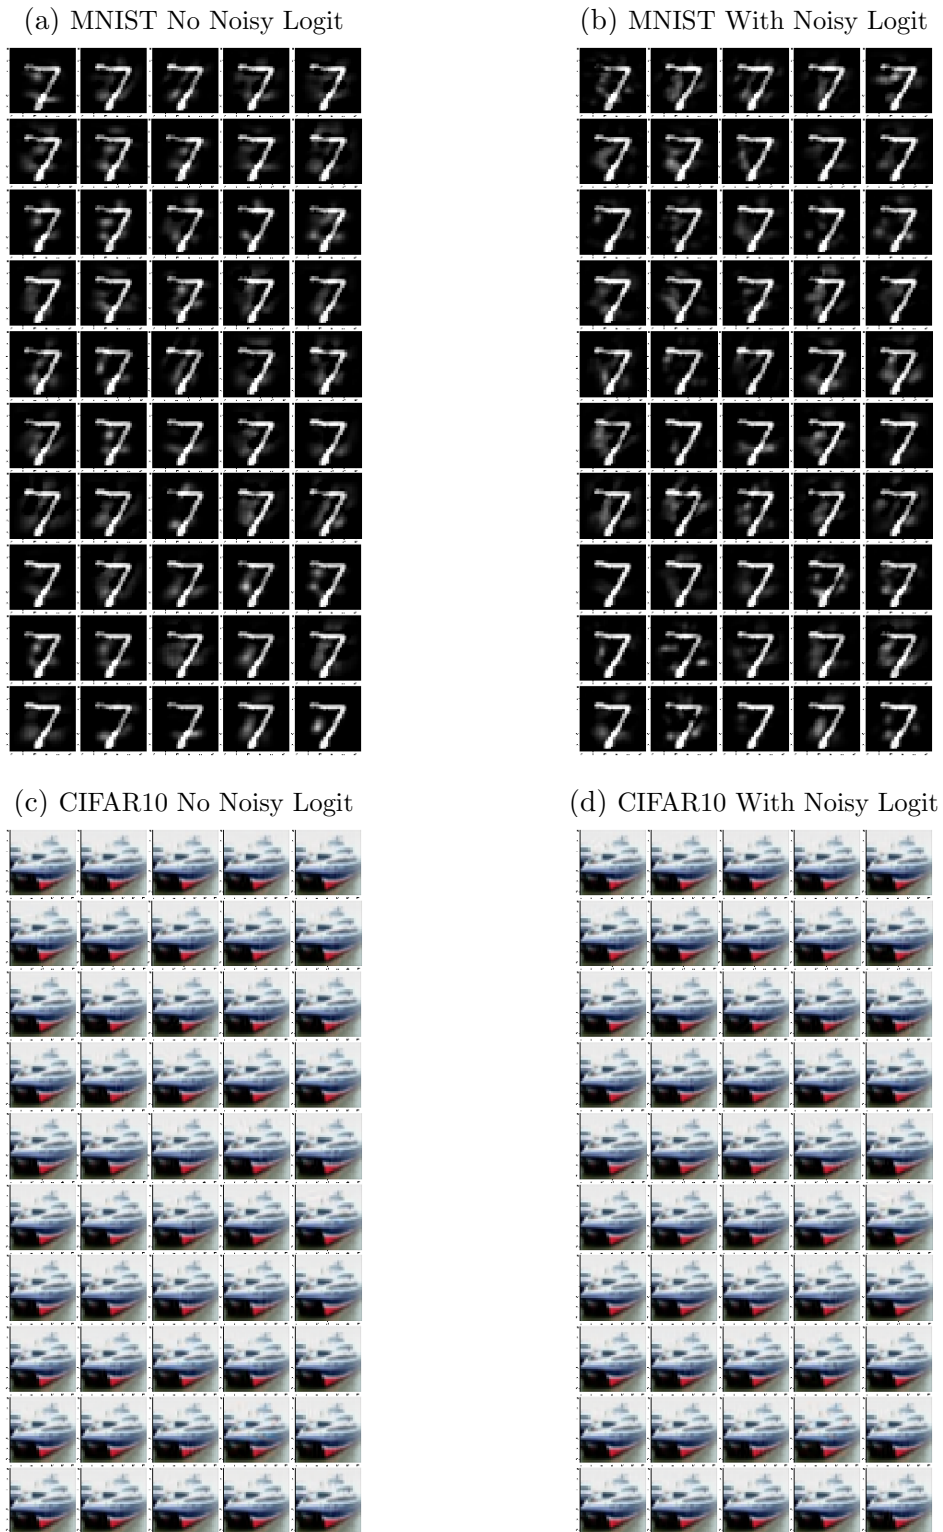 (a) MNIST No Noisy Logit
(b) MNIST With Noisy Logit
(c) CIFAR10 No Noisy Logit
(d) CIFAR10 With Noisy Logit